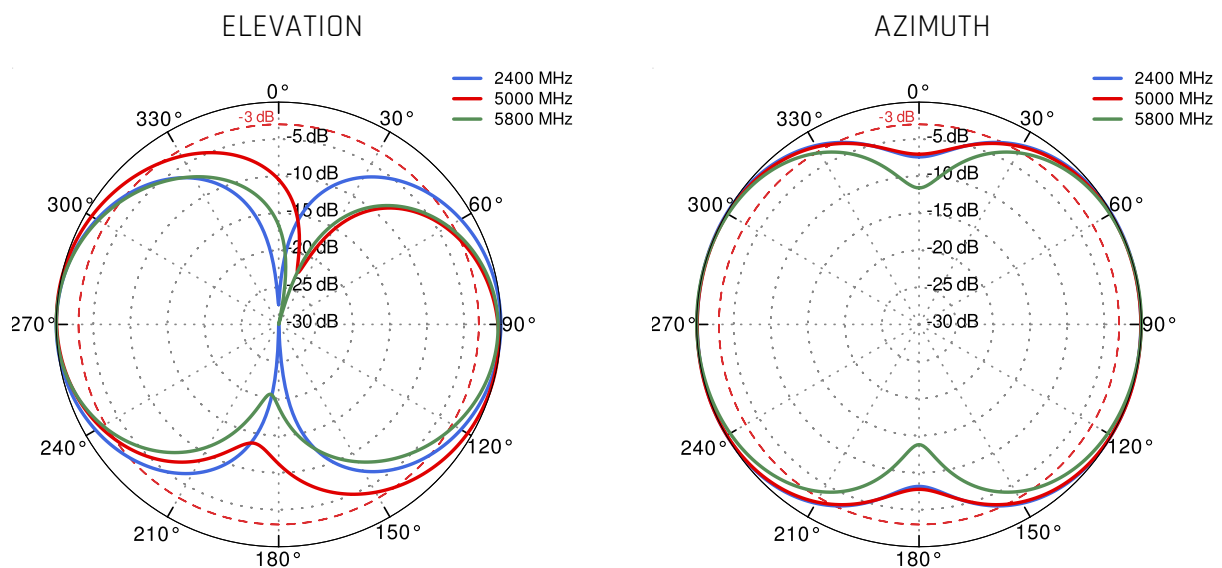 ELEVATION
2400 MHz
5000 MHz
5800 MHz
0°
330°
30°
-3 dB
-5 dB
-10 dB
300°
-15 dB
60°
-20 dB
-25 dB
270°
-30 dB
90°
240°
120°
210°
150°
180°
AZIMUTH
2400 MHz
5000 MHz
5800 MHz
0°
330°
30°
-3 dB
-5 dB
-10 dB
300°
-15 dB
60°
-20 dB
-25 dB
270°
-30 dB
90°
240°
120°
210°
150°
180°